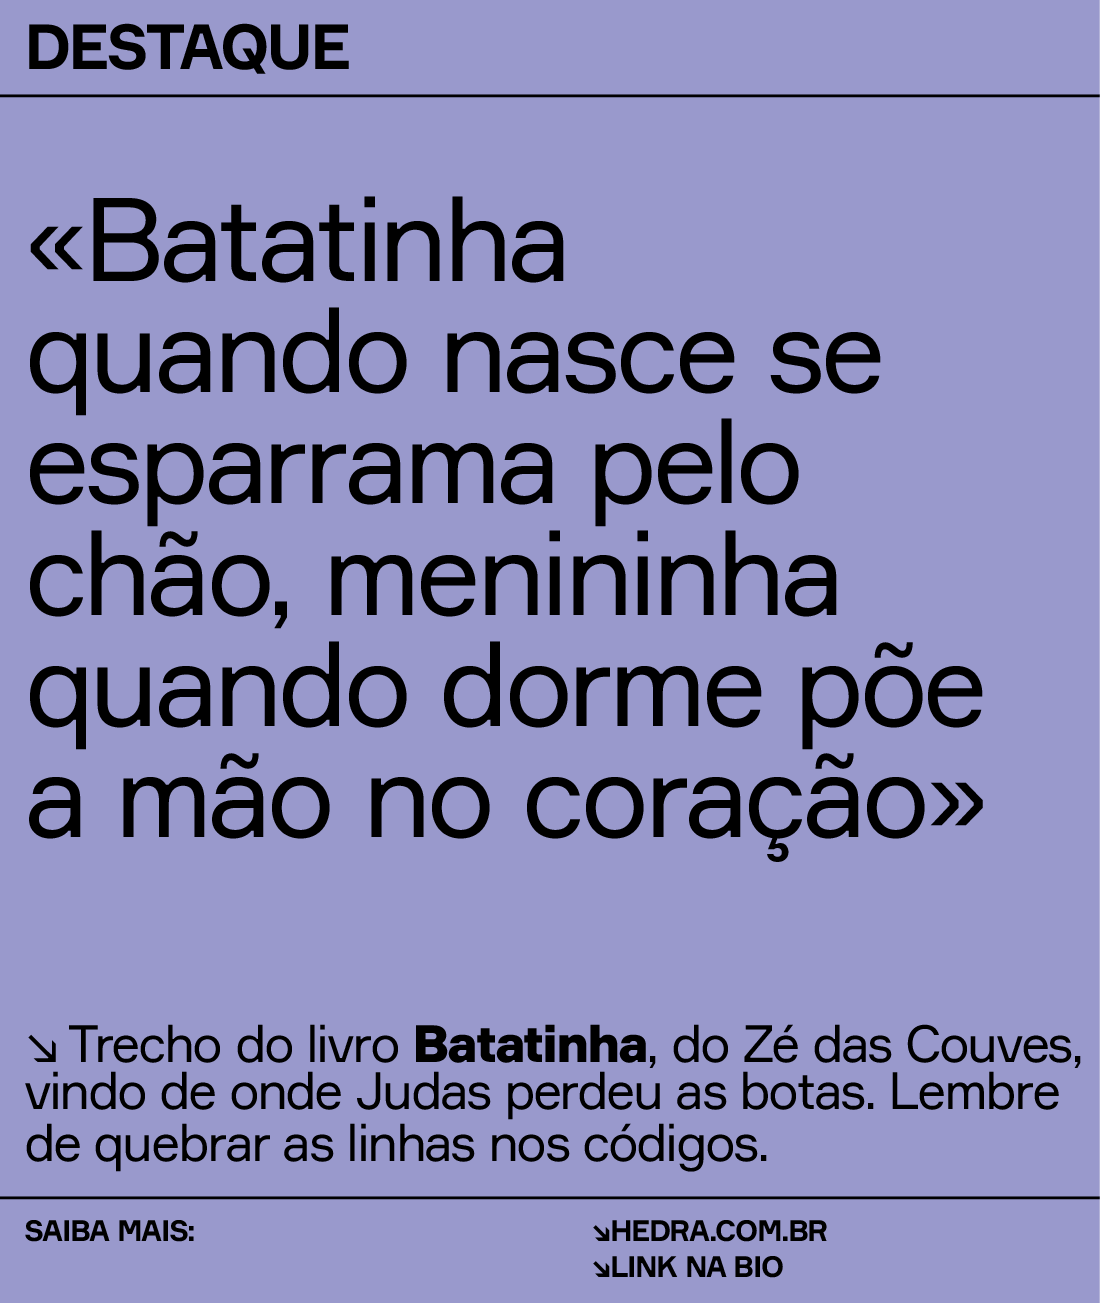 DESTAQUE
«Batatinha
quando nasce se
esparrama pelo
chão, menininha
quando dorme põe
a mão no coração»
↘ Trecho do livro Batatinha, do Zé das Couves,
vindo de onde Judas perdeu as botas. Lembre
de quebrar as linhas nos códigos.
SAIBA MAIS:
↘HEDRA.COM.BR
↘LINK NA BIO